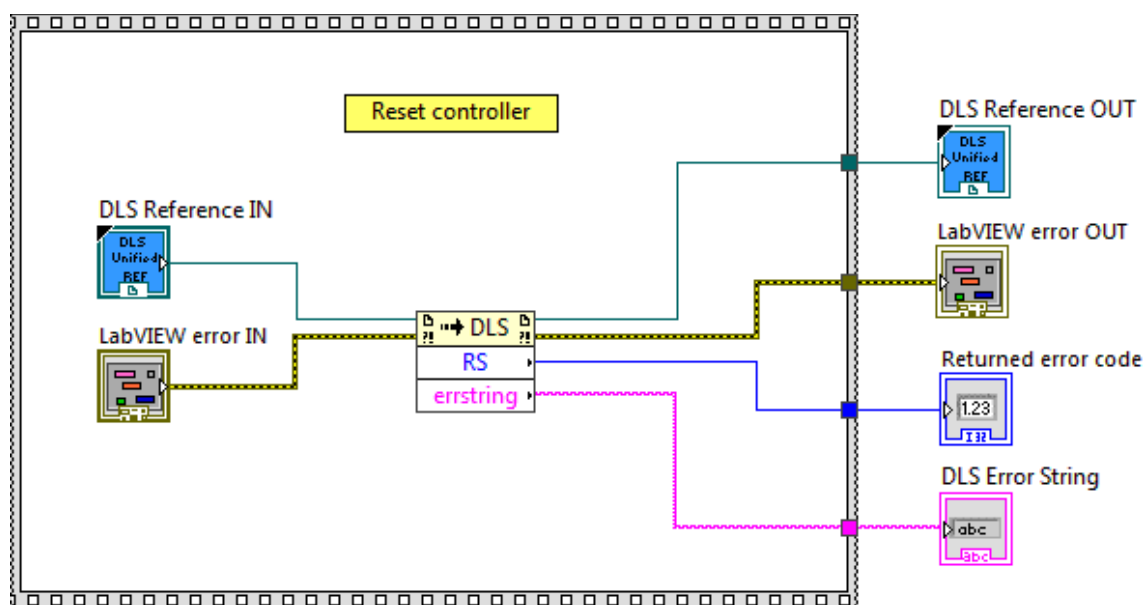 Reset controller
DLS Reference OUT
DLS
Unified
REF
DLS Reference IN
DLS
Unified
REF
LabVIEW error OUT
LabVIEW error IN
?! DLS ?!
RS
errstring
Returned error code
1.23
I32
DLS Error String
abc
abc